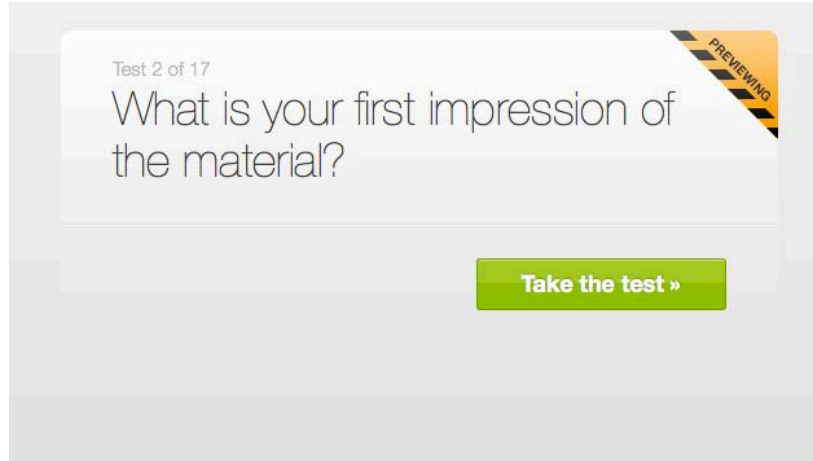 PREVIEWING
Test 2 of 17
What is your first impression of
the material?
Take the test »